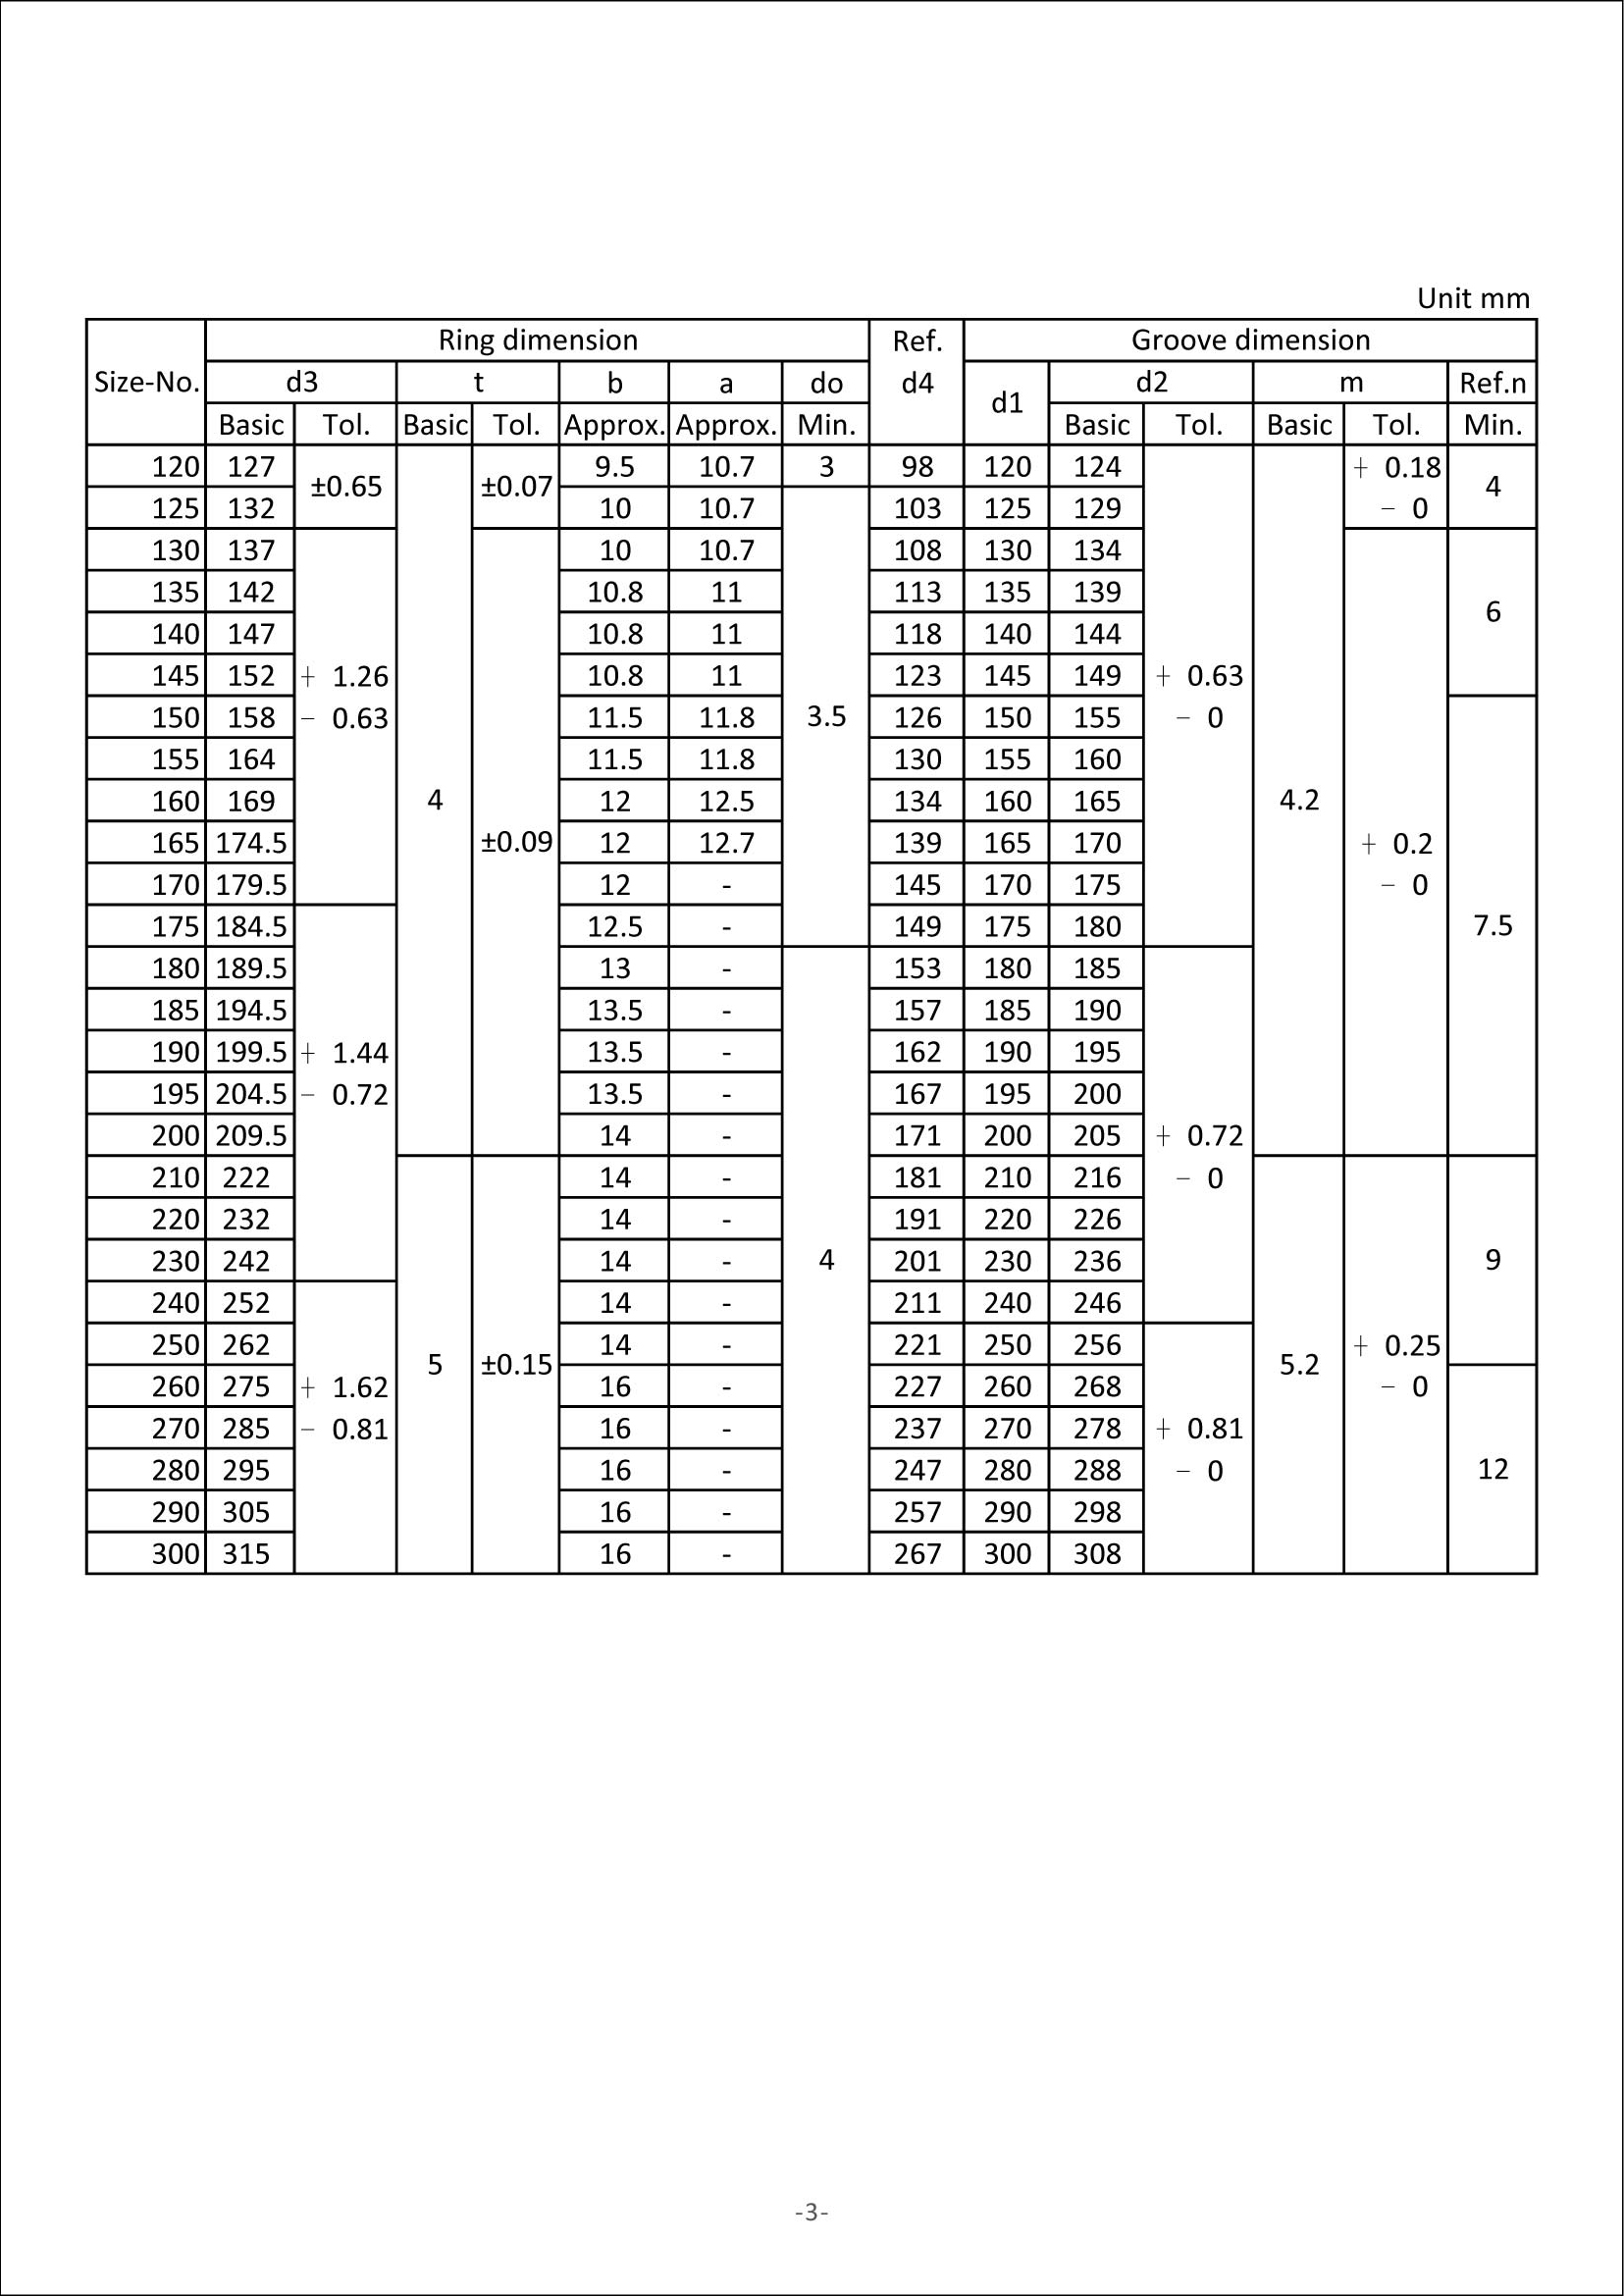 Unit mm
Size-No. Ring dimension Ref. d4 Groove dimension
d3 t b a do d1 d2 m Ref.n
Basic Tol. Basic Tol. Approx. Approx. Min. Basic Tol. Basic Tol. Min.
120 127 ±0.65 4 ±0.07 9.5 10.7 3 98 120 124 + 0.63 − 0 4.2 + 0.18 − 0 4
125 132 10 10.7 3.5 103 125 129
130 137 + 1.26 − 0.63 ±0.09 10 10.7 108 130 134 + 0.2 − 0 6
135 142 10.8 11 113 135 139
140 147 10.8 11 118 140 144
145 152 10.8 11 123 145 149
150 158 11.5 11.8 126 150 155 7.5
155 164 11.5 11.8 130 155 160
160 169 12 12.5 134 160 165
165 174.5 12 12.7 139 165 170
170 179.5 12 - 145 170 175
175 184.5 + 1.44 − 0.72 12.5 - 149 175 180
180 189.5 13 - 4 153 180 185 + 0.72 − 0
185 194.5 13.5 - 157 185 190
190 199.5 13.5 - 162 190 195
195 204.5 13.5 - 167 195 200
200 209.5 14 - 171 200 205
210 222 5 ±0.15 14 - 181 210 216 5.2 + 0.25 − 0 9
220 232 14 - 191 220 226
230 242 14 - 201 230 236
240 252 + 1.62 − 0.81 14 - 211 240 246
250 262 14 - 221 250 256 + 0.81 − 0
260 275 16 - 227 260 268 12
270 285 16 - 237 270 278
280 295 16 - 247 280 288
290 305 16 - 257 290 298
300 315 16 - 267 300 308
-3-